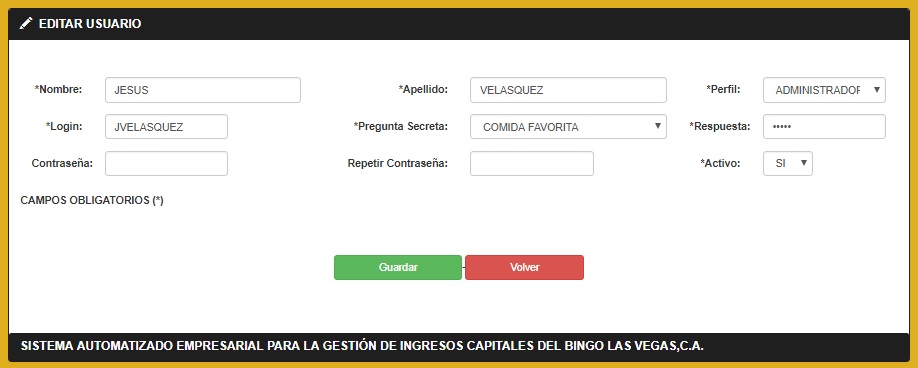 EDITAR USUARIO
*Nombre: JESUS *Apellido: VELASQUEZ *Perfil: ADMINISTRADOR
*Login: JVELASQUEZ *Pregunta Secreta: COMIDA FAVORITA *Respuesta: •••••
Contraseña: Repetir Contraseña: *Activo: SI
CAMPOS OBLIGATORIOS (*)
Guardar - Volver
SISTEMA AUTOMATIZADO EMPRESARIAL PARA LA GESTIÓN DE INGRESOS CAPITALES DEL BINGO LAS VEGAS,C.A.